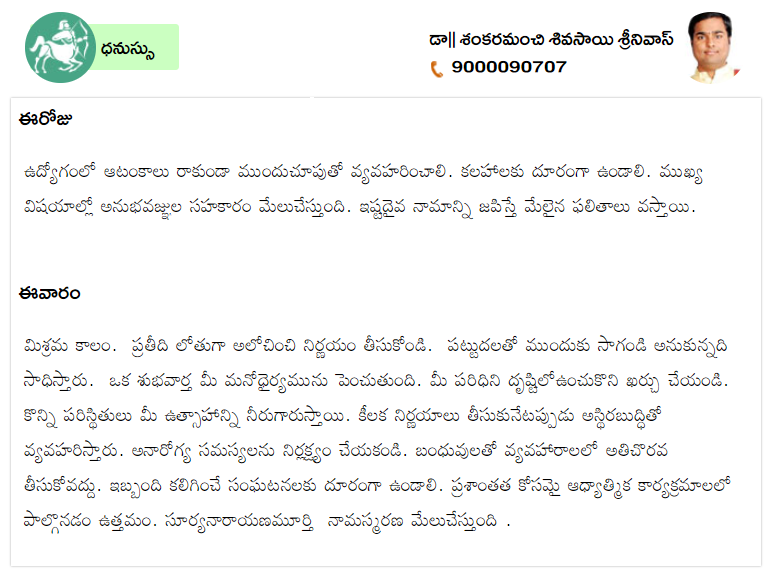 ధనుస్సు
డా|| శంకరమంచి శివసాయి శ్రీనివాస్
9000090707
ఈరోజు
ఉద్యోగంలో ఆటంకాలు రాకుండా ముందుచూపుతో వ్యవహరించాలి. కలహాలకు దూరంగా ఉండాలి. ముఖ్య
విషయాల్లో అనుభవజ్ఞుల సహకారం మేలుచేస్తుంది. ఇష్టదైవ నామాన్ని జపిస్తే మేలైన ఫలితాలు వస్తాయి.
ఈవారం
మిశ్రమ కాలం. ప్రతీది లోతుగా అలోచించి నిర్ణయం తీసుకోండి. పట్టుదలతో ముందుకు సాగండి అనుకున్నది
సాధిస్తారు. ఒక శుభవార్త మీ మనోధైర్యమును పెంచుతుంది. మీ పరిధిని దృష్టిలోఉంచుకొని ఖర్చు చేయండి.
కొన్ని పరిస్థితులు మీ ఉత్సాహాన్ని నీరుగారుస్తాయి. కీలక నిర్ణయాలు తీసుకునేటప్పుడు అస్థిరబుద్ధితో
వ్యవహరిస్తారు. అనారోగ్య సమస్యలను నిర్లక్ష్యం చేయకండి. బంధువులతో వ్యవహారాలలో అతిచొరవ
తీసుకోవద్దు. ఇబ్బంది కలిగించే సంఘటనలకు దూరంగా ఉండాలి. ప్రశాంతత కోసమై ఆధ్యాత్మిక కార్యక్రమాలలో
పాల్గొనడం ఉత్తమం. సూర్యనారాయణమూర్తి నామస్మరణ మేలుచేస్తుంది .